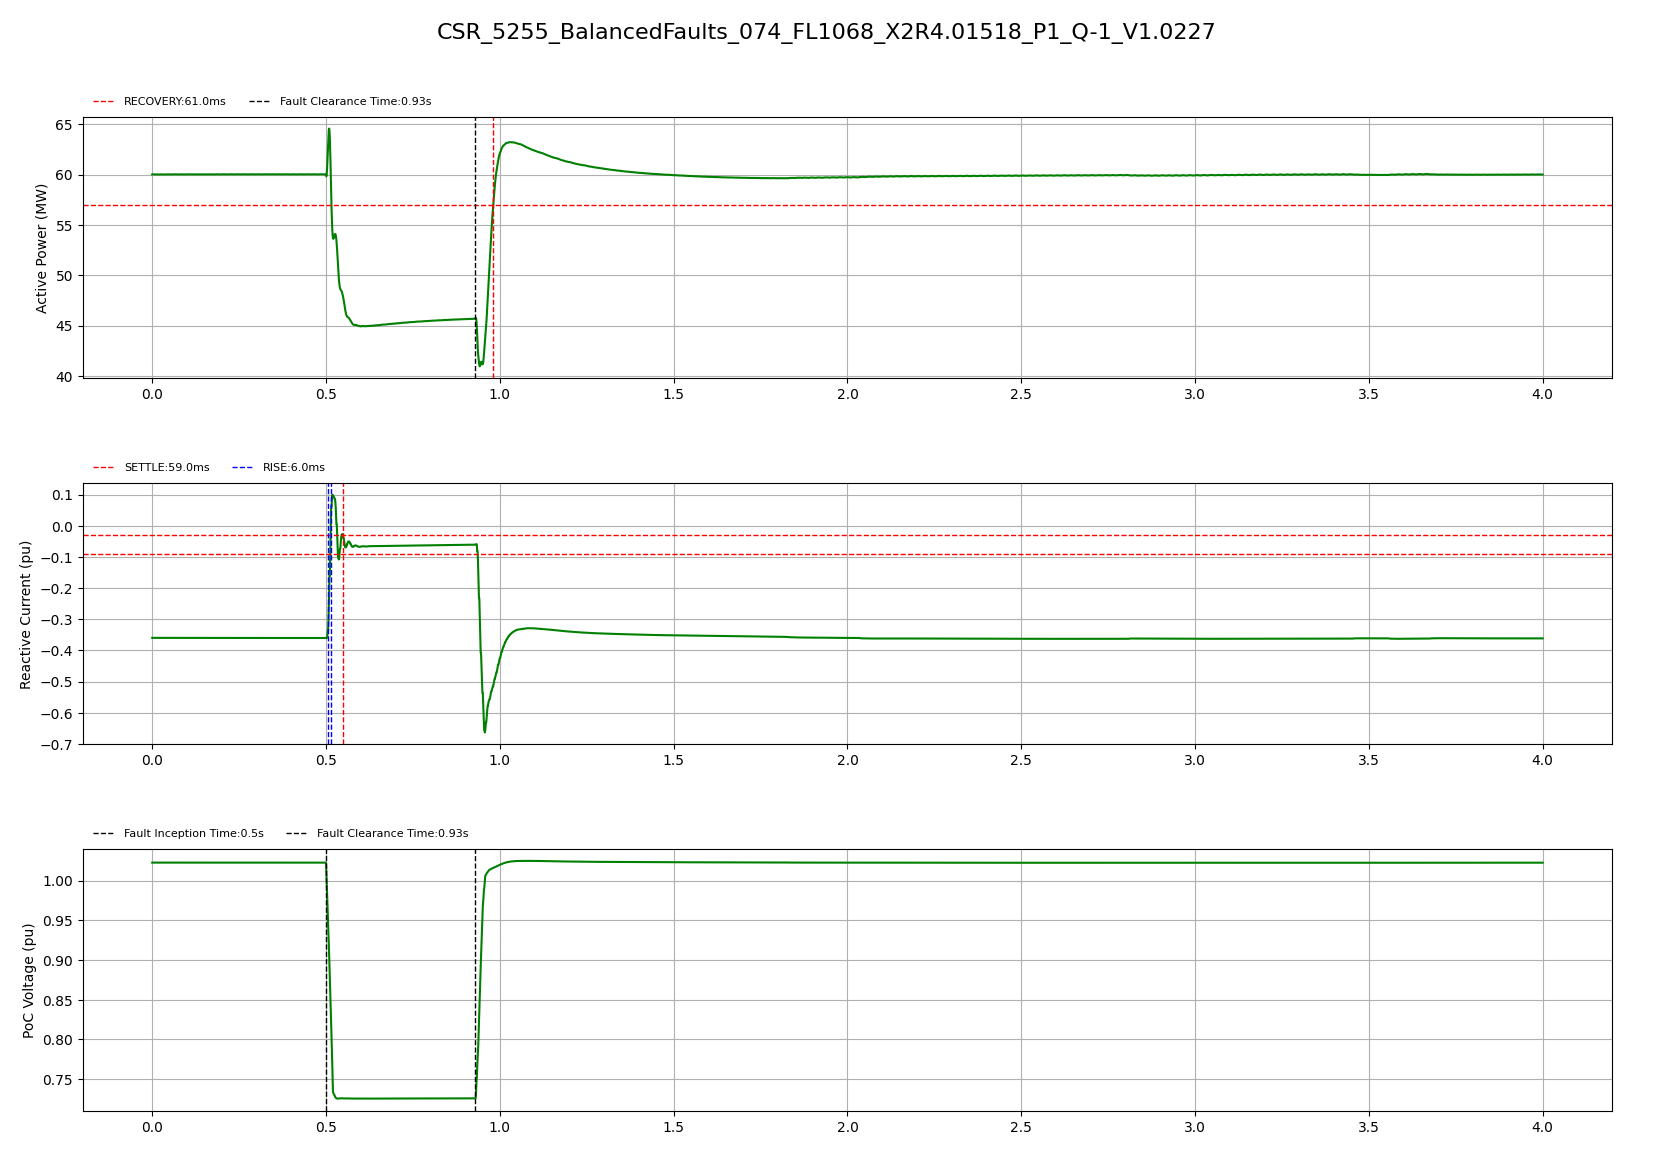 CSR_5255_BalancedFaults_074_FL1068_X2R4.01518_P1_Q-1_V1.0227
RECOVERY:61.0ms Fault Clearance Time:0.93s
Active Power (MW)
65
60
55
50
45
40
0.0 0.5 1.0 1.5 2.0 2.5 3.0 3.5 4.0
SETTLE:59.0ms RISE:6.0ms
Reactive Current (pu)
0.1
0.0
−0.1
−0.2
−0.3
−0.4
−0.5
−0.6
−0.7
0.0 0.5 1.0 1.5 2.0 2.5 3.0 3.5 4.0
Fault Inception Time:0.5s Fault Clearance Time:0.93s
PoC Voltage (pu)
1.00
0.95
0.90
0.85
0.80
0.75
0.0 0.5 1.0 1.5 2.0 2.5 3.0 3.5 4.0